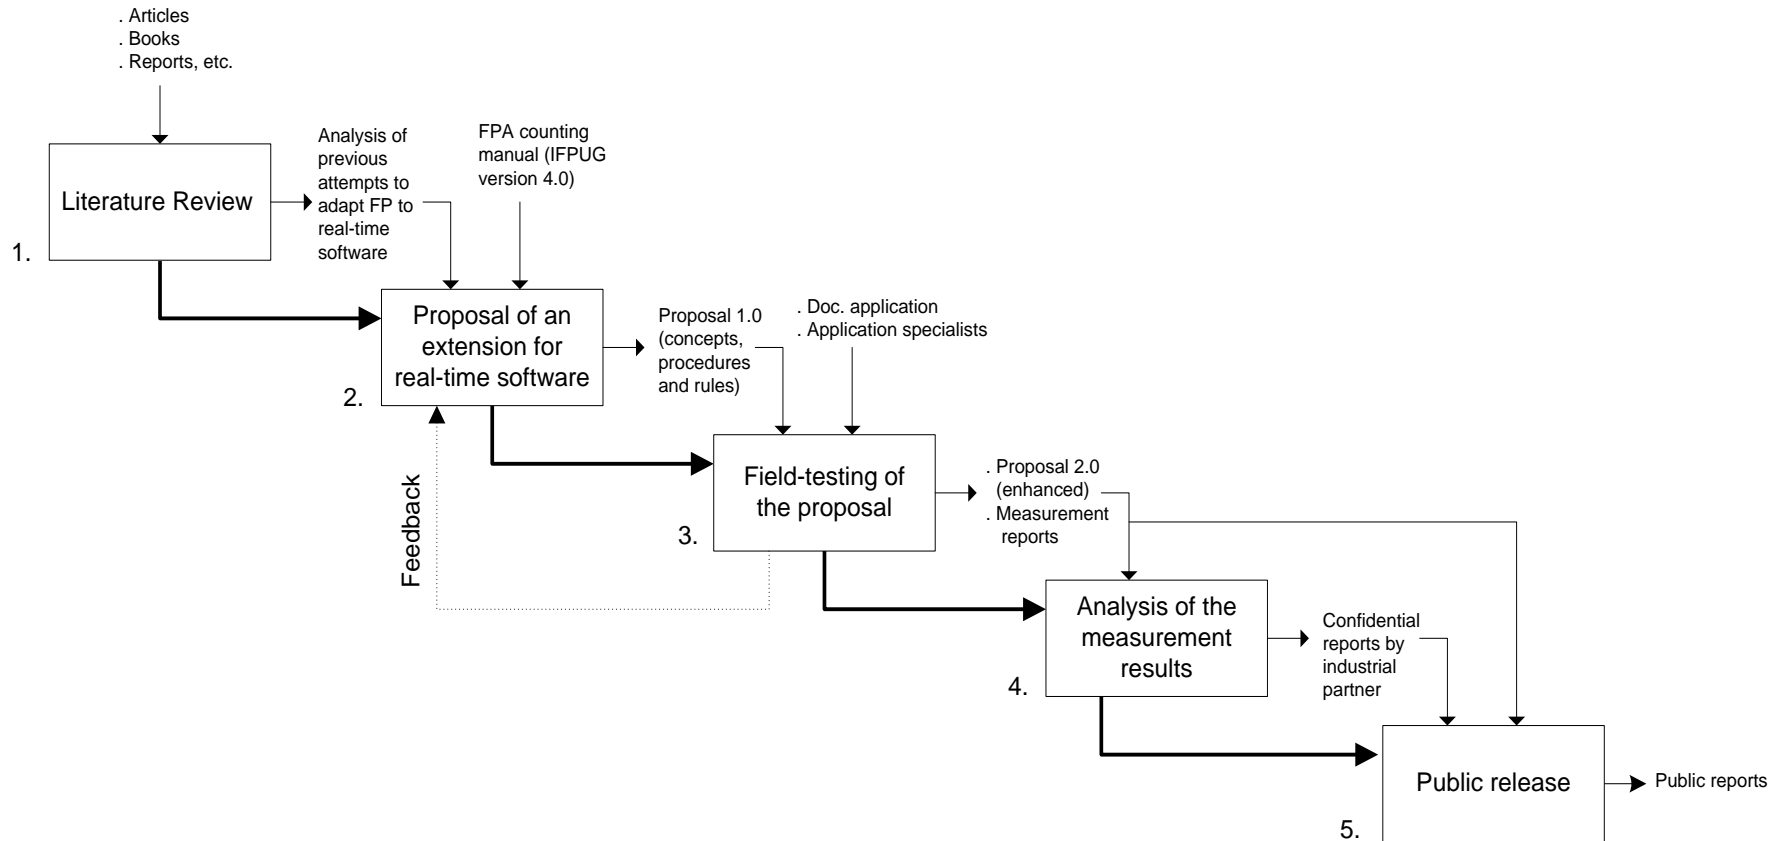 . Articles
. Books
. Reports, etc.
Literature Review
1.
Analysis of
previous
attempts to
adapt FP to
real-time
software
FPA counting
manual (IFPUG
version 4.0)
Proposal of an
extension for
real-time software
2.
Proposal 1.0
(concepts,
procedures
and rules)
. Doc. application
. Application specialists
Feedback
Field-testing of
the proposal
3.
. Proposal 2.0
(enhanced)
. Measurement
reports
Analysis of the
measurement
results
4.
Confidential
reports by
industrial
partner
Public release
5.
Public reports